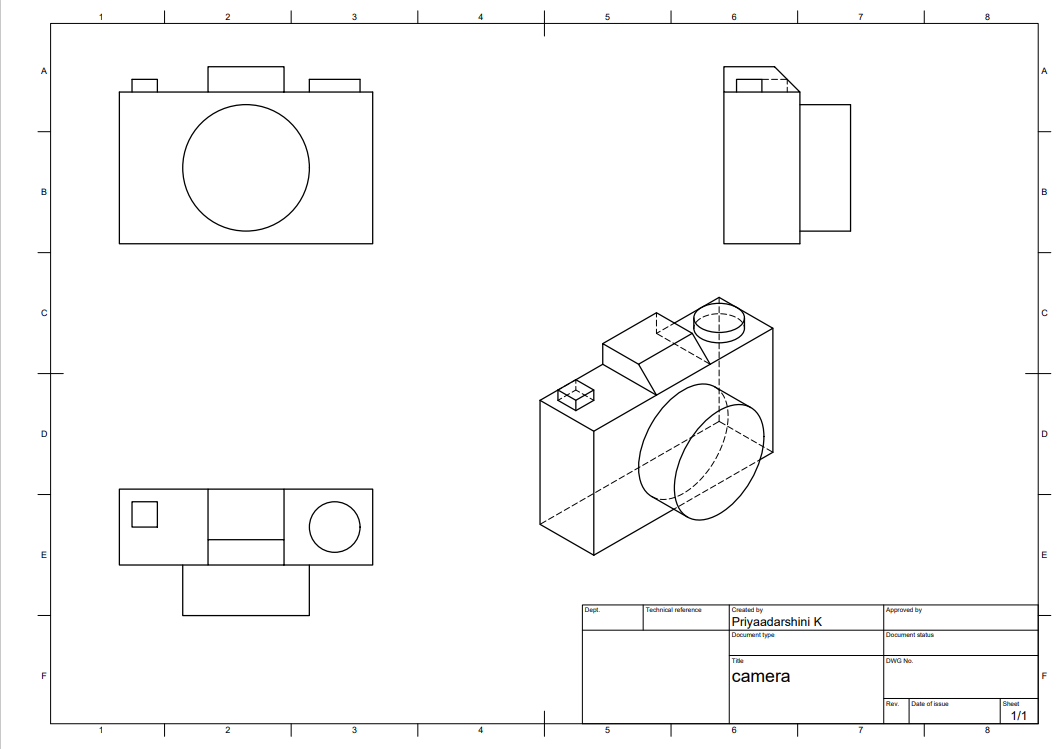 1 2 3 4 5 6 7 8
A A
B B
C C
D D
E E
F F
Dept. Technical reference Created by Approved by
Priyaadarshini K
Document type Document status
Title DWG No.
camera
Rev. Date of issue Sheet
1/1
1 2 3 4 5 6 7 8